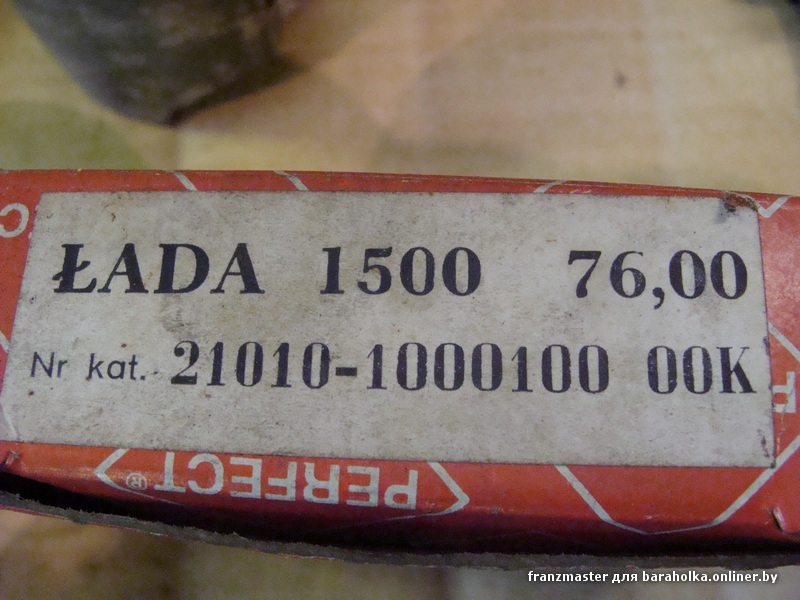 ŁADA 1500 76,00
Nr kat. 21010-1000100 00K
PERFECT®
franzmaster для baraholka.onliner.by